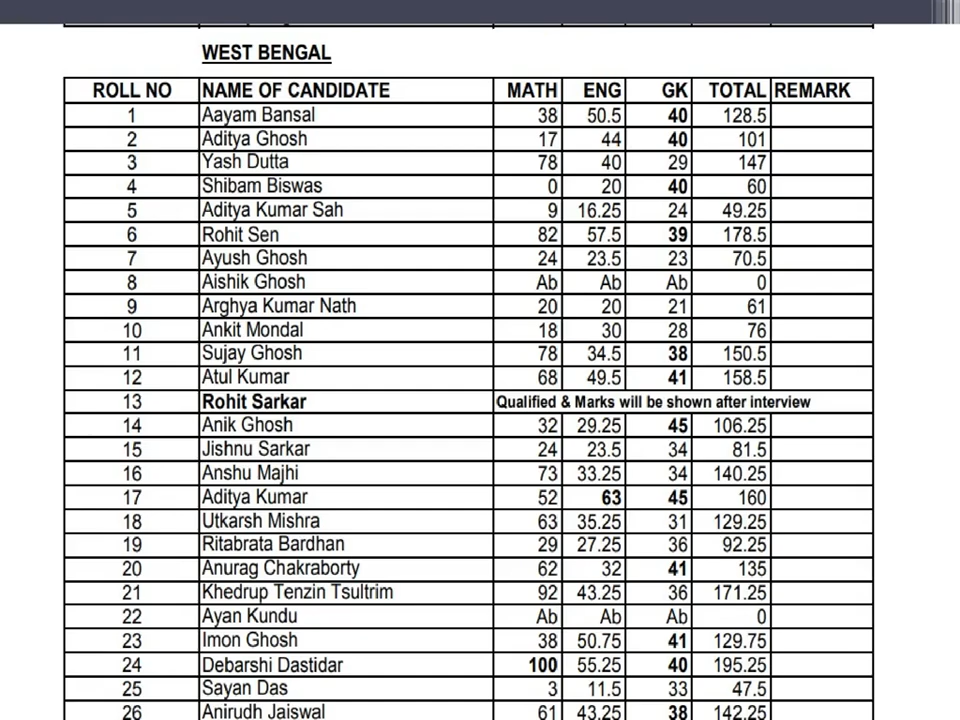 WEST BENGAL
ROLL NO NAME OF CANDIDATE MATH ENG GK TOTAL REMARK
1 Aayam Bansal 38 50.5 40 128.5
2 Aditya Ghosh 17 44 40 101
3 Yash Dutta 78 40 29 147
4 Shibam Biswas 0 20 40 60
5 Aditya Kumar Sah 9 16.25 24 49.25
6 Rohit Sen 82 57.5 39 178.5
7 Ayush Ghosh 24 23.5 23 70.5
8 Aishik Ghosh Ab Ab Ab 0
9 Arghya Kumar Nath 20 20 21 61
10 Ankit Mondal 18 30 28 76
11 Sujay Ghosh 78 34.5 38 150.5
12 Atul Kumar 68 49.5 41 158.5
13 Rohit Sarkar Qualified & Marks will be shown after interview
14 Anik Ghosh 32 29.25 45 106.25
15 Jishnu Sarkar 24 23.5 34 81.5
16 Anshu Majhi 73 33.25 34 140.25
17 Aditya Kumar 52 63 45 160
18 Utkarsh Mishra 63 35.25 31 129.25
19 Ritabrata Bardhan 29 27.25 36 92.25
20 Anurag Chakraborty 62 32 41 135
21 Khedrup Tenzin Tsultrim 92 43.25 36 171.25
22 Ayan Kundu Ab Ab Ab 0
23 Imon Ghosh 38 50.75 41 129.75
24 Debarshi Dastidar 100 55.25 40 195.25
25 Sayan Das 3 11.5 33 47.5
26 Anirudh Jaiswal 61 43.25 38 142.25